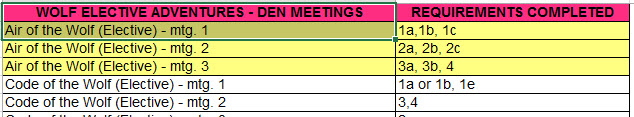 WOLF ELECTIVE ADVENTURES - DEN MEETINGS REQUIREMENTS COMPLETED
Air of the Wolf (Elective) - mtg. 1 1a,1b, 1c
Air of the Wolf (Elective) - mtg. 2 2a, 2b, 2c
Air of the Wolf (Elective) - mtg. 3 3a, 3b, 4
Code of the Wolf (Elective) - mtg. 1 1a or 1b, 1e
Code of the Wolf (Elective) - mtg. 2 3,4